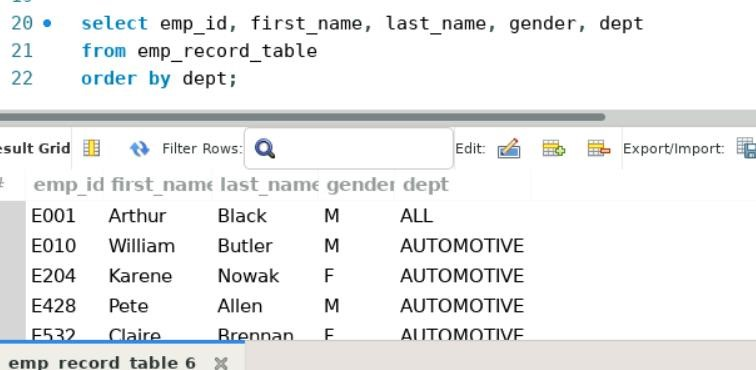 20 select emp_id, first_name, last_name, gender, dept
21 from emp_record_table
22 order by dept;
esult Grid Filter Rows: Edit: Export/Import:
emp_id first_name last_name gender dept
E001 Arthur Black M ALL
E010 William Butler M AUTOMOTIVE
E204 Karene Nowak F AUTOMOTIVE
E428 Pete Allen M AUTOMOTIVE
E532 Claire Brennan F AUTOMOTIVE
emp_record_table 6